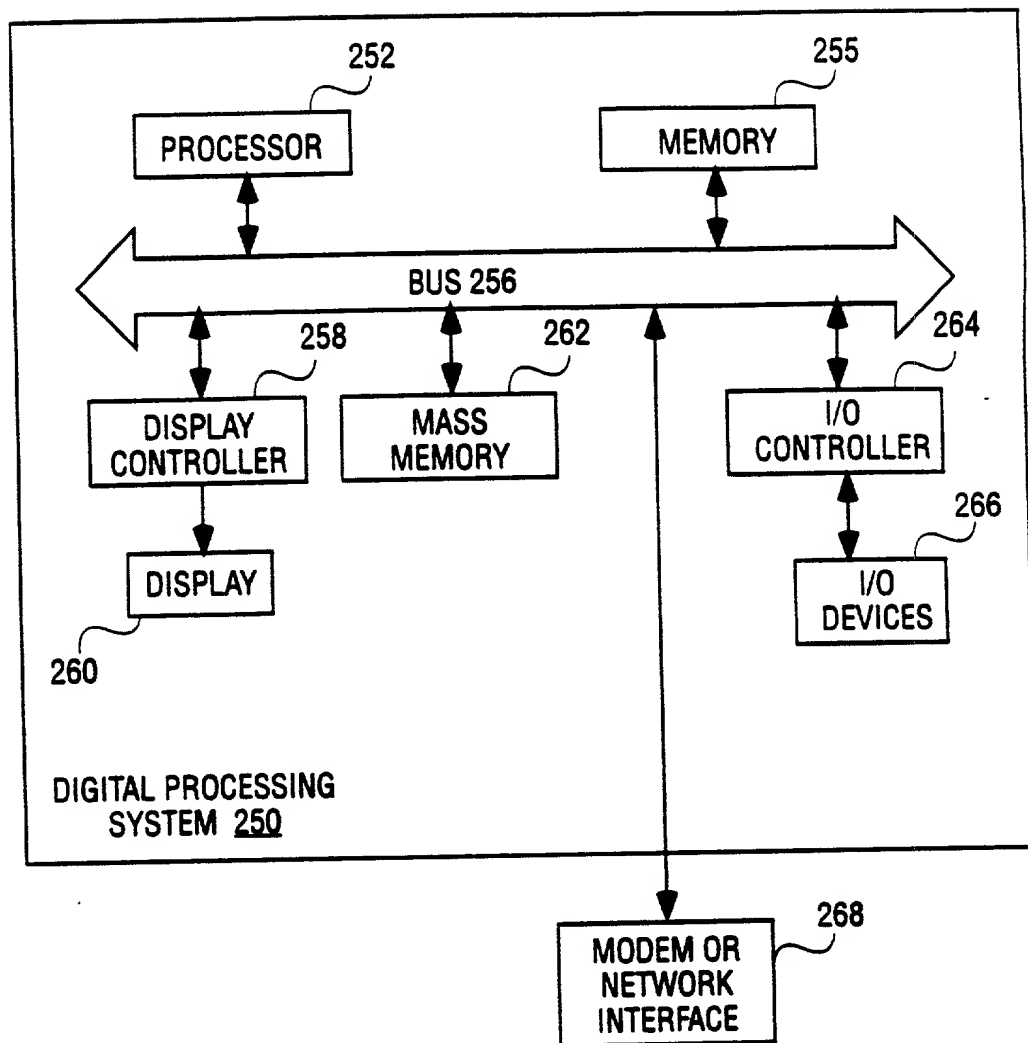 252
255
PROCESSOR
MEMORY
BUS 256
258
262
264
DISPLAY
CONTROLLER
MASS
MEMORY
I/O
CONTROLLER
266
DISPLAY
I/O
DEVICES
260
DIGITAL PROCESSING
SYSTEM 250
268
MODEM OR
NETWORK
INTERFACE